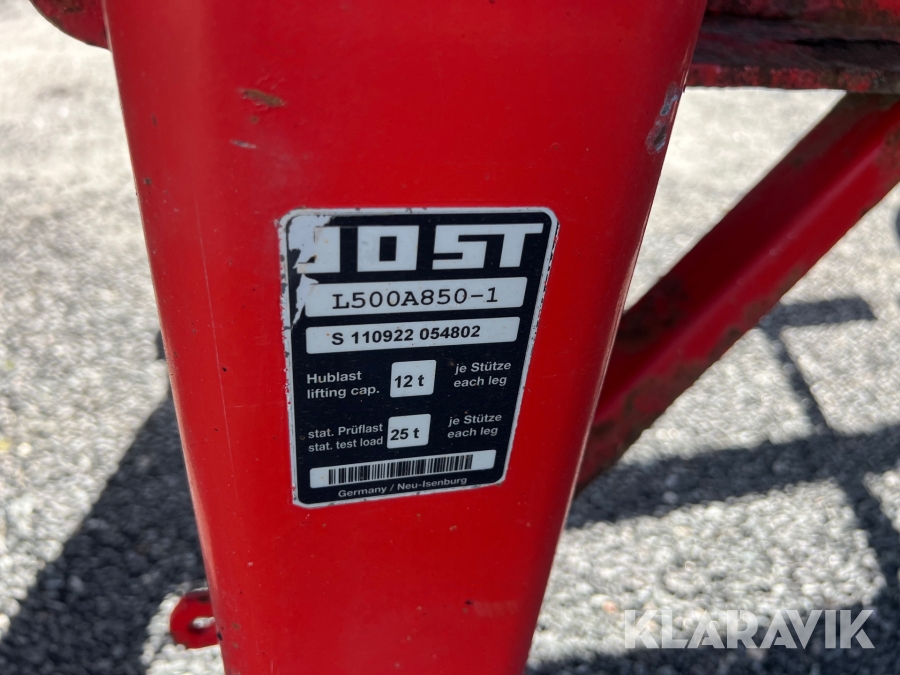 JOST
L500A850-1
S 110922 054802
Hublast
lifting cap.
12 t
je Stütze
each leg
stat. Prüflast
stat. test load
25 t
je Stütze
each leg
Germany / Neu-Isenburg
KLARAVIK